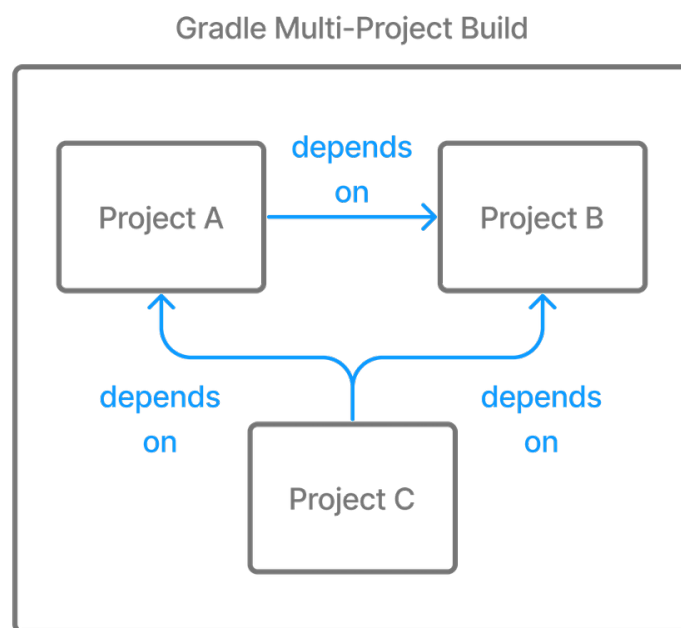 Gradle Multi-Project Build
depends
on
Project A
Project B
depends
on
depends
on
Project C